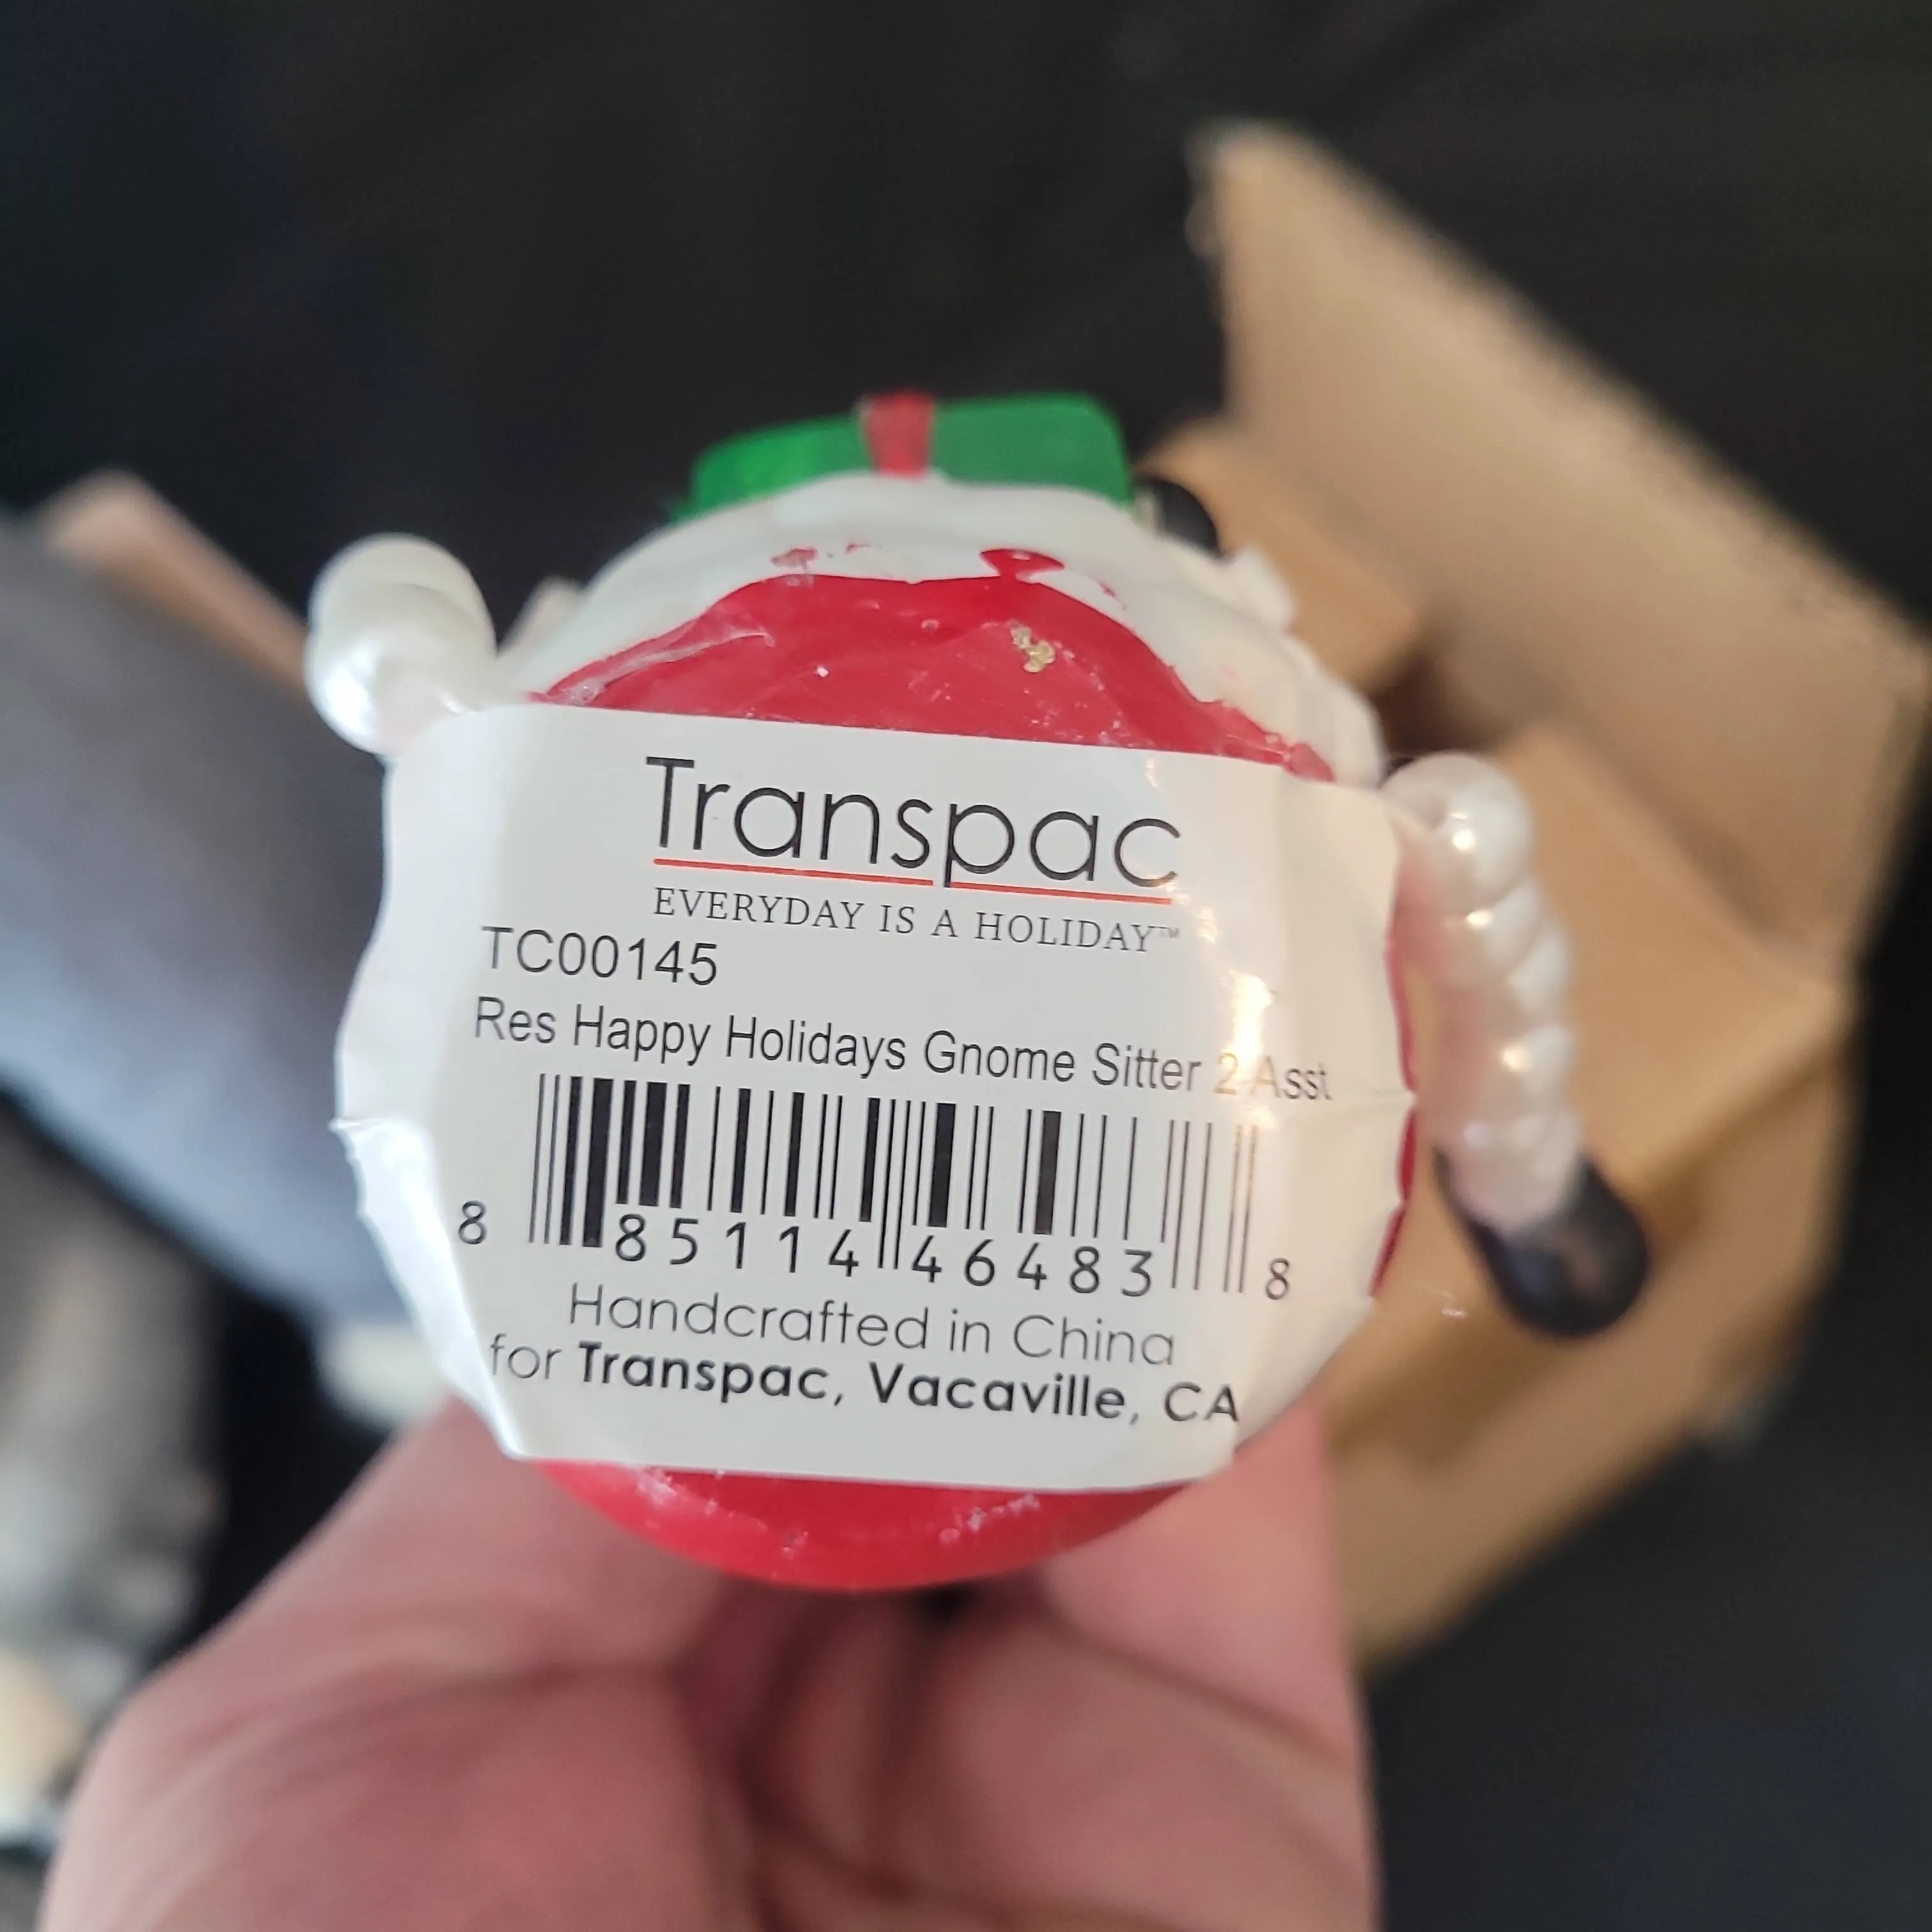 Transpac
EVERYDAY IS A HOLIDAY™
TC00145
Res Happy Holidays Gnome Sitter 2 Asst
8 85114 46483 8
Handcrafted in China
for Transpac, Vacaville, CA